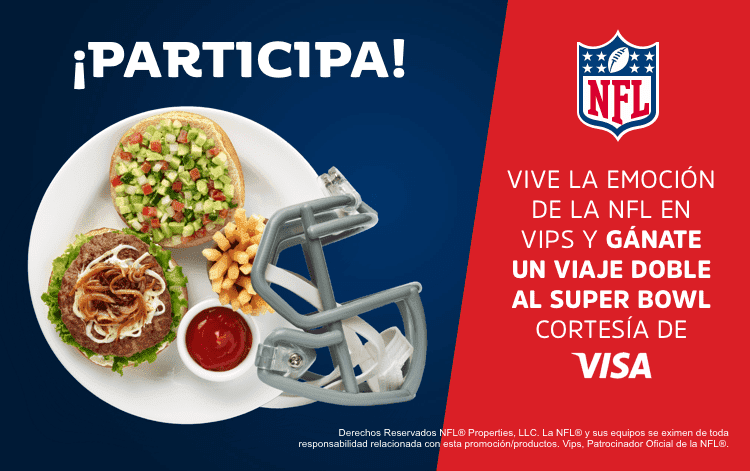 ¡PARTICIPA!
NFL
VIVE LA EMOCIÓN
DE LA NFL EN
VIPS Y GÁNATE
UN VIAJE DOBLE
AL SUPER BOWL
CORTESÍA DE
VISA
Derechos Reservados NFL® Properties, LLC. La NFL® y sus equipos se eximen de toda
responsabilidad relacionada con esta promoción/productos. Vips, Patrocinador Oficial de la NFL®.